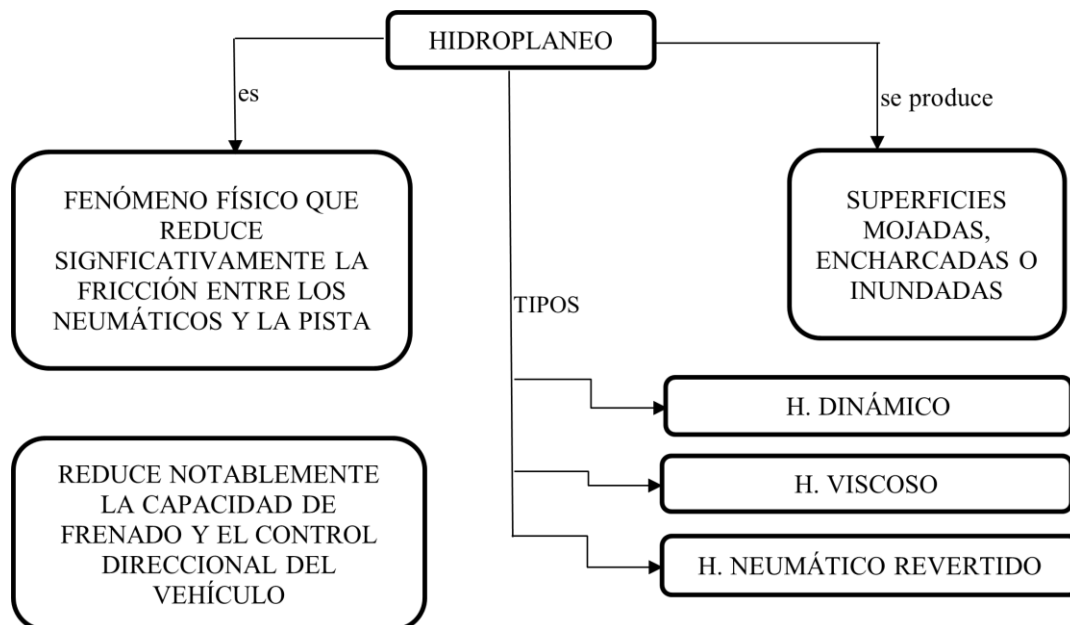 HIDROPLANEO
es
se produce
FENÓMENO FÍSICO QUE
REDUCE
SIGNFICATIVAMENTE LA
FRICCIÓN ENTRE LOS
NEUMÁTICOS Y LA PISTA
SUPERFICIES
MOJADAS,
ENCHARCADAS O
INUNDADAS
TIPOS
H. DINÁMICO
H. VISCOSO
H. NEUMÁTICO REVERTIDO
REDUCE NOTABLEMENTE
LA CAPACIDAD DE
FRENADO Y EL CONTROL
DIRECCIONAL DEL
VEHÍCULO